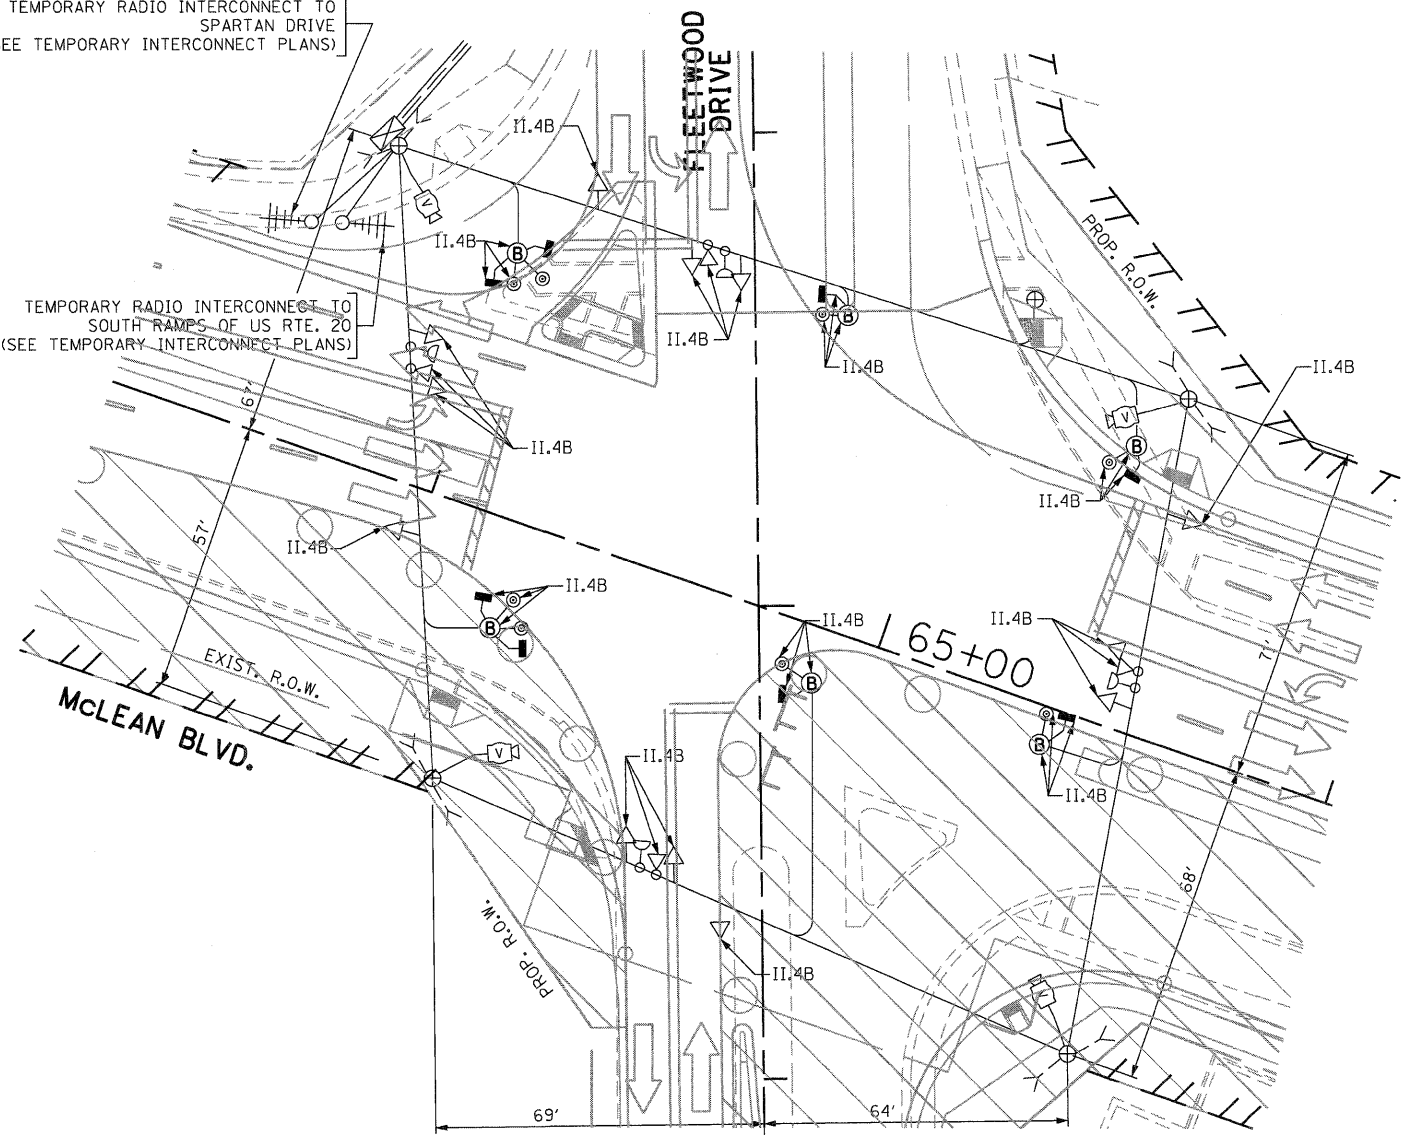 TEMPORARY RADIO INTERCONNECT TO
SPARTAN DRIVE
SEE TEMPORARY INTERCONNECT PLANS)
FLEETWOOD
DRIVE
II.4B
II.4B
PROP. R.O.W.
TEMPORARY RADIO INTERCONNECT TO
SOUTH RAMPS OF US RTE. 20
(SEE TEMPORARY INTERCONNECT PLANS)
II.4B
II.4B
II.4B
67'
II.4B
II.4B
T.
57'
II.4B
II.4B
II.4B
II.4B
65+00
71'
EXIST. R.O.W.
McLEAN BLVD.
II.4B
II.4B
68'
PROP. R.O.W.
II.4B
69'
64'
B
B
B
B
B
B
V
V
V
V